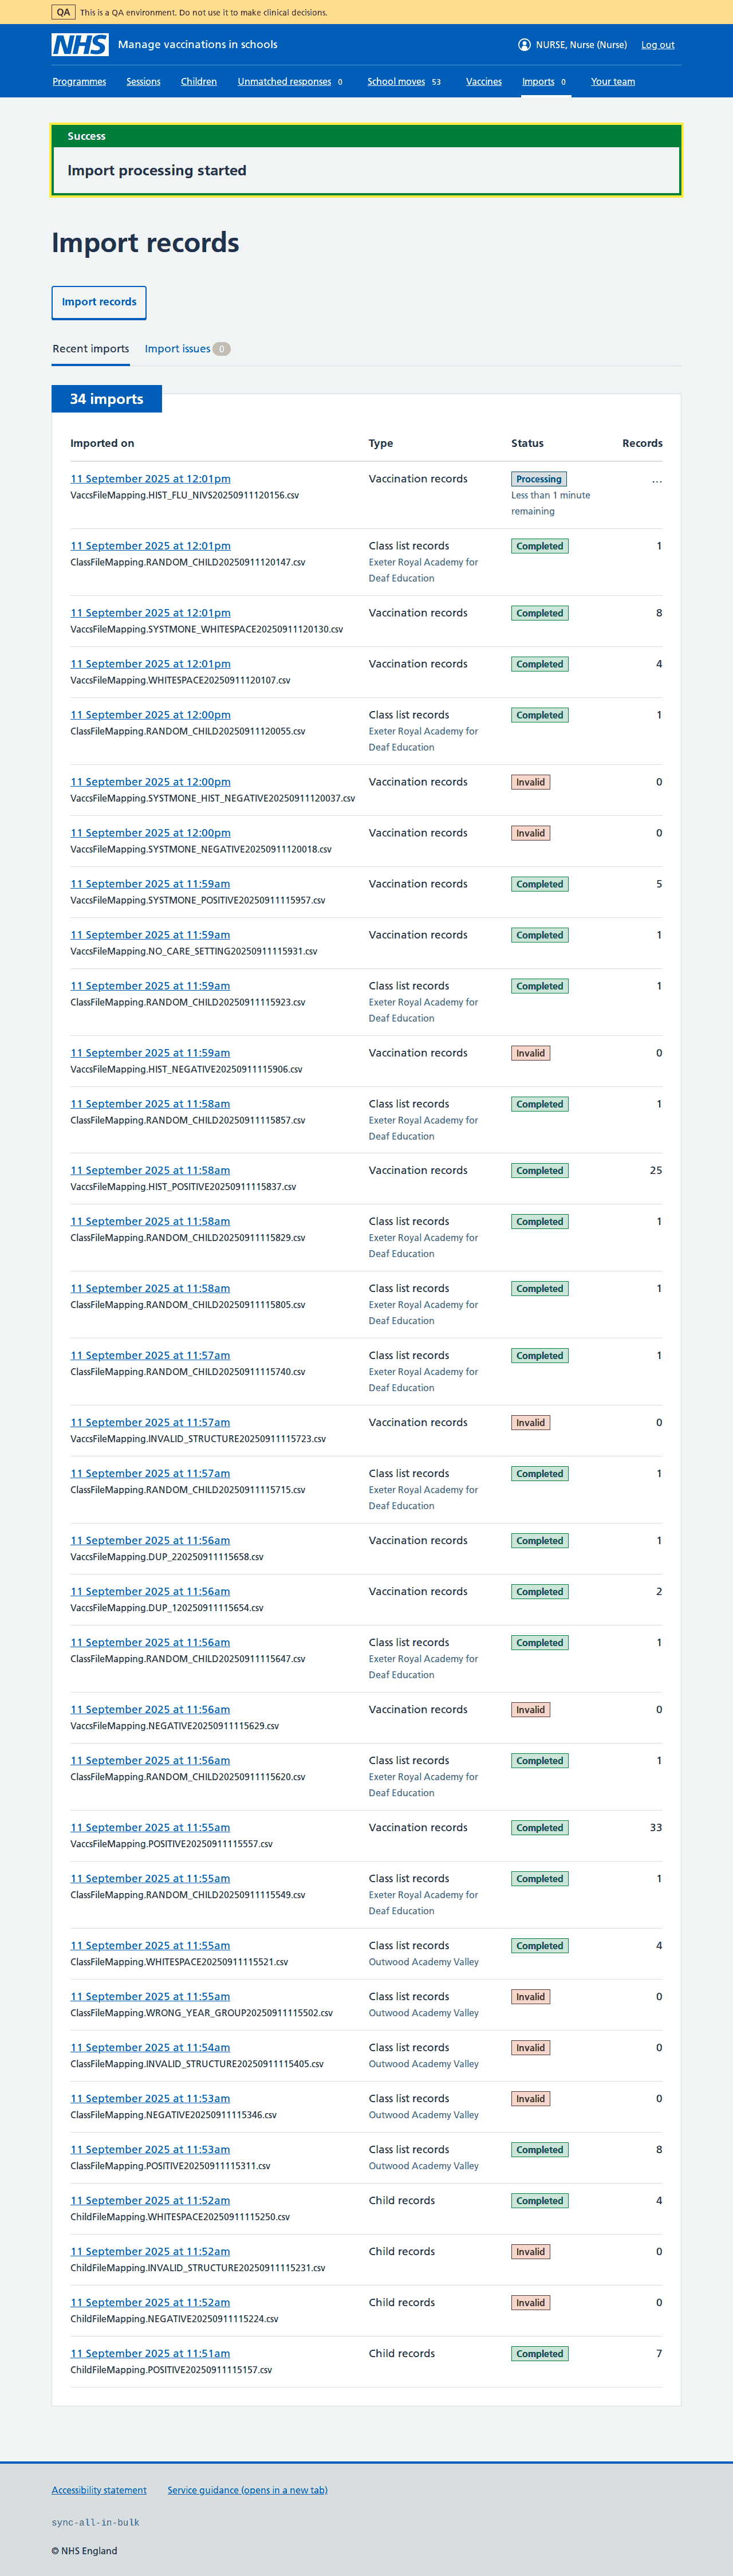 QA This is a QA environment. Do not use it to make clinical decisions.
NHS Manage vaccinations in schools NURSE, Nurse (Nurse) Log out
Programmes Sessions Children Unmatched responses 0 School moves 53 Vaccines Imports 0 Your team
Success
Import processing started
Import records
Import records
Recent imports Import issues 0
34 imports
Imported on Type Status Records
11 September 2025 at 12:01pm Vaccination records Processing ...
VaccsFileMapping.HIST_FLU_NIVS20250911120156.csv Less than 1 minute
remaining
11 September 2025 at 12:01pm Class list records Completed 1
ClassFileMapping.RANDOM_CHILD20250911120147.csv Exeter Royal Academy for
Deaf Education
11 September 2025 at 12:01pm Vaccination records Completed 8
VaccsFileMapping.SYSTMONE_WHITESPACE20250911120130.csv
11 September 2025 at 12:01pm Vaccination records Completed 4
VaccsFileMapping.WHITESPACE20250911120107.csv
11 September 2025 at 12:00pm Class list records Completed 1
ClassFileMapping.RANDOM_CHILD20250911120055.csv Exeter Royal Academy for
Deaf Education
11 September 2025 at 12:00pm Vaccination records Invalid 0
VaccsFileMapping.SYSTMONE_HIST_NEGATIVE20250911120037.csv
11 September 2025 at 12:00pm Vaccination records Invalid 0
VaccsFileMapping.SYSTMONE_NEGATIVE20250911120018.csv
11 September 2025 at 11:59am Vaccination records Completed 5
VaccsFileMapping.SYSTMONE_POSITIVE20250911115957.csv
11 September 2025 at 11:59am Vaccination records Completed 1
VaccsFileMapping.NO_CARE_SETTING20250911115931.csv
11 September 2025 at 11:59am Class list records Completed 1
ClassFileMapping.RANDOM_CHILD20250911115923.csv Exeter Royal Academy for
Deaf Education
11 September 2025 at 11:59am Vaccination records Invalid 0
VaccsFileMapping.HIST_NEGATIVE20250911115906.csv
11 September 2025 at 11:58am Class list records Completed 1
ClassFileMapping.RANDOM_CHILD20250911115857.csv Exeter Royal Academy for
Deaf Education
11 September 2025 at 11:58am Vaccination records Completed 25
VaccsFileMapping.HIST_POSITIVE20250911115837.csv
11 September 2025 at 11:58am Class list records Completed 1
ClassFileMapping.RANDOM_CHILD20250911115829.csv Exeter Royal Academy for
Deaf Education
11 September 2025 at 11:58am Class list records Completed 1
ClassFileMapping.RANDOM_CHILD20250911115805.csv Exeter Royal Academy for
Deaf Education
11 September 2025 at 11:57am Class list records Completed 1
ClassFileMapping.RANDOM_CHILD20250911115740.csv Exeter Royal Academy for
Deaf Education
11 September 2025 at 11:57am Vaccination records Invalid 0
VaccsFileMapping.INVALID_STRUCTURE20250911115723.csv
11 September 2025 at 11:57am Class list records Completed 1
ClassFileMapping.RANDOM_CHILD20250911115715.csv Exeter Royal Academy for
Deaf Education
11 September 2025 at 11:56am Vaccination records Completed 1
VaccsFileMapping.DUP_220250911115658.csv
11 September 2025 at 11:56am Vaccination records Completed 2
VaccsFileMapping.DUP_120250911115654.csv
11 September 2025 at 11:56am Class list records Completed 1
ClassFileMapping.RANDOM_CHILD20250911115647.csv Exeter Royal Academy for
Deaf Education
11 September 2025 at 11:56am Vaccination records Invalid 0
VaccsFileMapping.NEGATIVE20250911115629.csv
11 September 2025 at 11:56am Class list records Completed 1
ClassFileMapping.RANDOM_CHILD20250911115620.csv Exeter Royal Academy for
Deaf Education
11 September 2025 at 11:55am Vaccination records Completed 33
VaccsFileMapping.POSITIVE20250911115557.csv
11 September 2025 at 11:55am Class list records Completed 1
ClassFileMapping.RANDOM_CHILD20250911115549.csv Exeter Royal Academy for
Deaf Education
11 September 2025 at 11:55am Class list records Completed 4
ClassFileMapping.WHITESPACE20250911115521.csv Outwood Academy Valley
11 September 2025 at 11:55am Class list records Invalid 0
ClassFileMapping.WRONG_YEAR_GROUP20250911115502.csv Outwood Academy Valley
11 September 2025 at 11:54am Class list records Invalid 0
ClassFileMapping.INVALID_STRUCTURE20250911115405.csv Outwood Academy Valley
11 September 2025 at 11:53am Class list records Invalid 0
ClassFileMapping.NEGATIVE20250911115346.csv Outwood Academy Valley
11 September 2025 at 11:53am Class list records Completed 8
ClassFileMapping.POSITIVE20250911115311.csv Outwood Academy Valley
11 September 2025 at 11:52am Child records Completed 4
ChildFileMapping.WHITESPACE20250911115250.csv
11 September 2025 at 11:52am Child records Invalid 0
ChildFileMapping.INVALID_STRUCTURE20250911115231.csv
11 September 2025 at 11:52am Child records Invalid 0
ChildFileMapping.NEGATIVE20250911115224.csv
11 September 2025 at 11:51am Child records Completed 7
ChildFileMapping.POSITIVE20250911115157.csv
Accessibility statement Service guidance (opens in a new tab)
sync-all-in-bulk
© NHS England